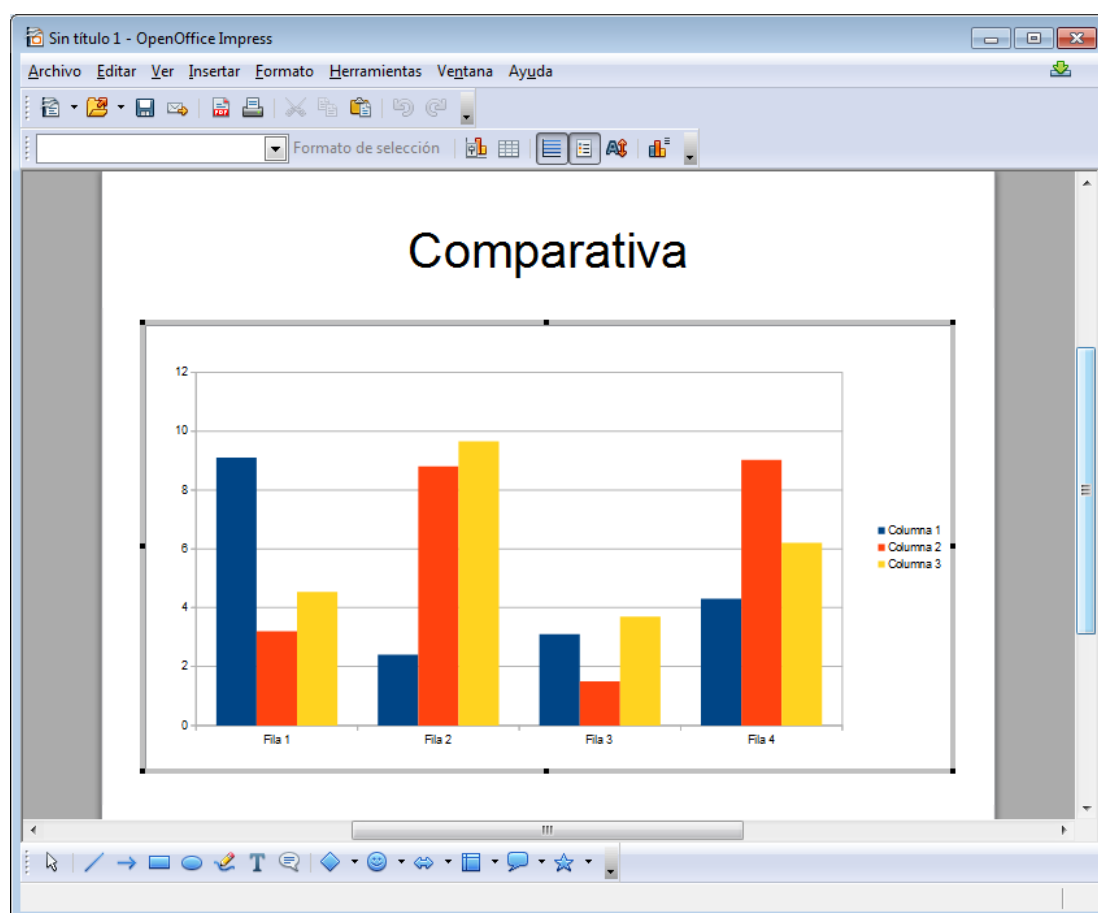 Sin título 1 - OpenOffice Impress
Archivo Editar Ver Insertar Formato Herramientas Ventana Ayuda
Formato de selección
Comparativa
12
10
8
6
4
2
0
Fila 1 Fila 2 Fila 3 Fila 4
Columna 1
Columna 2
Columna 3